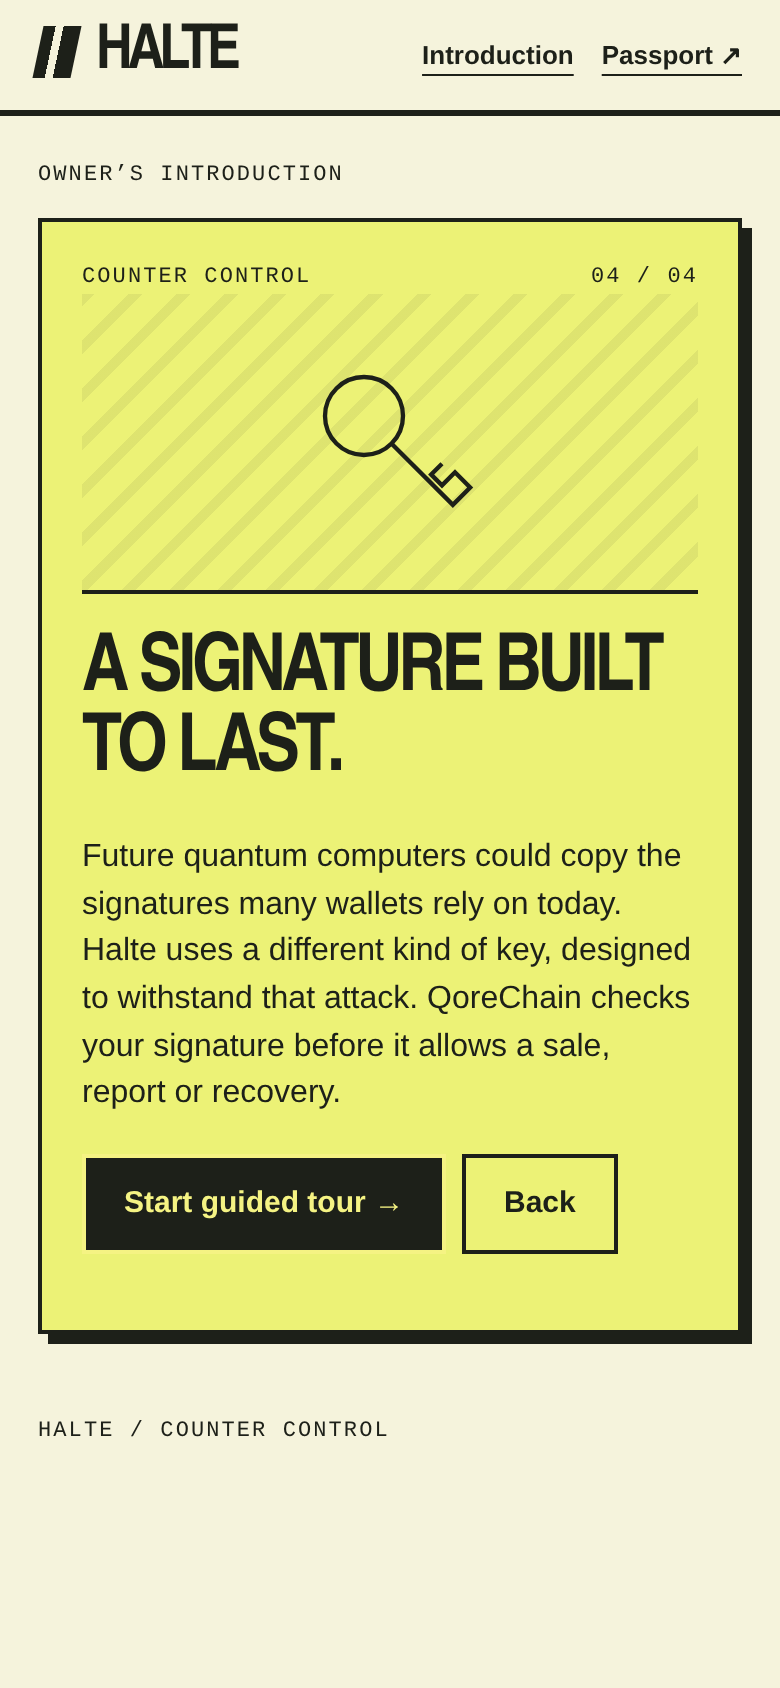 HALTE
Introduction Passport ↗
OWNER’S INTRODUCTION
COUNTER CONTROL 04 / 04
A SIGNATURE BUILT
TO LAST.
Future quantum computers could copy the
signatures many wallets rely on today.
Halte uses a different kind of key, designed
to withstand that attack. QoreChain checks
your signature before it allows a sale,
report or recovery.
Start guided tour → Back
HALTE / COUNTER CONTROL